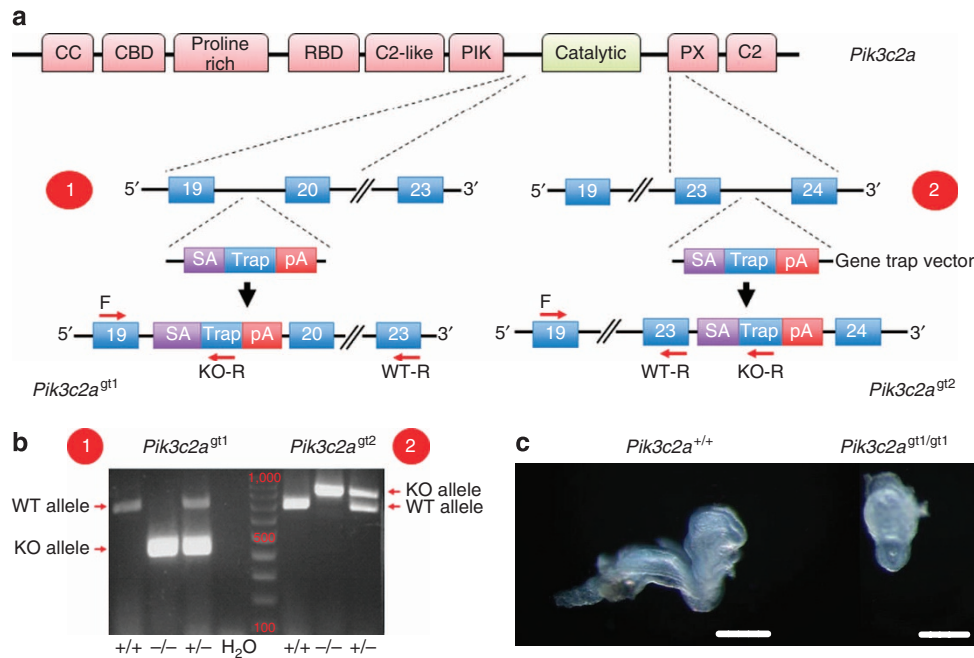 a
CC CBD Proline rich RBD C2-like PIK Catalytic PX C2 Pik3c2a
1 5′ 19 20 23 3′
5′ 19 23 24 3′ 2
SA Trap pA
SA Trap pA Gene trap vector
F
5′ 19 SA Trap pA 20 23 3′
KO-R WT-R
Pik3c2a^gt1
F
5′ 19 23 SA Trap pA 24 3′
WT-R KO-R
Pik3c2a^gt2
b
1 Pik3c2a^gt1 Pik3c2a^gt2 2
WT allele
KO allele
1,000
500
100
KO allele
WT allele
+/+ −/− +/− H₂O +/+ −/− +/−
c
Pik3c2a^+/+ Pik3c2a^gt1/gt1